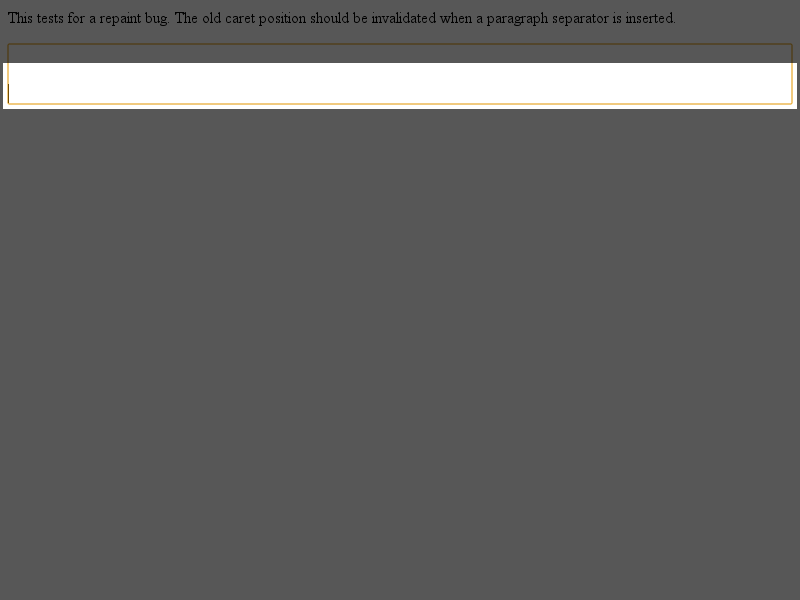 This tests for a repaint bug. The old caret position should be invalidated when a paragraph separator is inserted.